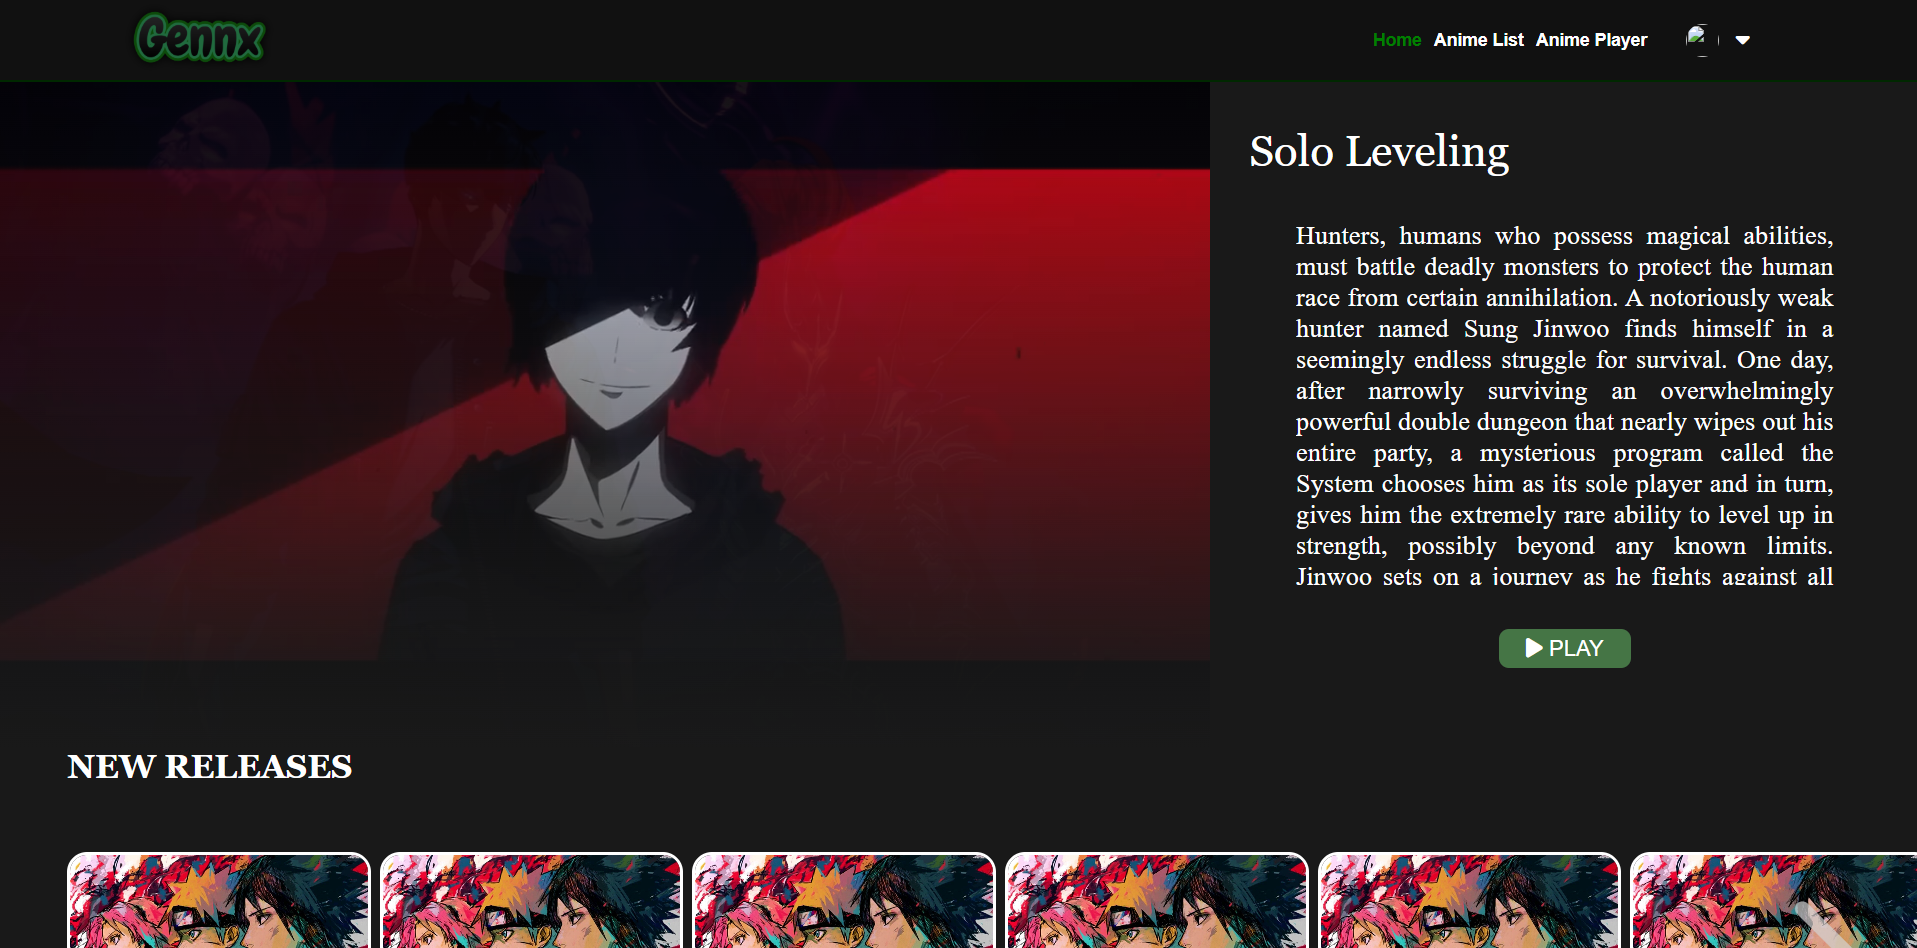 Gennx
Home Anime List Anime Player
Solo Leveling
Hunters, humans who possess magical abilities,
must battle deadly monsters to protect the human
race from certain annihilation. A notoriously weak
hunter named Sung Jinwoo finds himself in a
seemingly endless struggle for survival. One day,
after narrowly surviving an overwhelmingly
powerful double dungeon that nearly wipes out his
entire party, a mysterious program called the
System chooses him as its sole player and in turn,
gives him the extremely rare ability to level up in
strength, possibly beyond any known limits.
Jinwoo sets on a journey as he fights against all
PLAY
NEW RELEASES